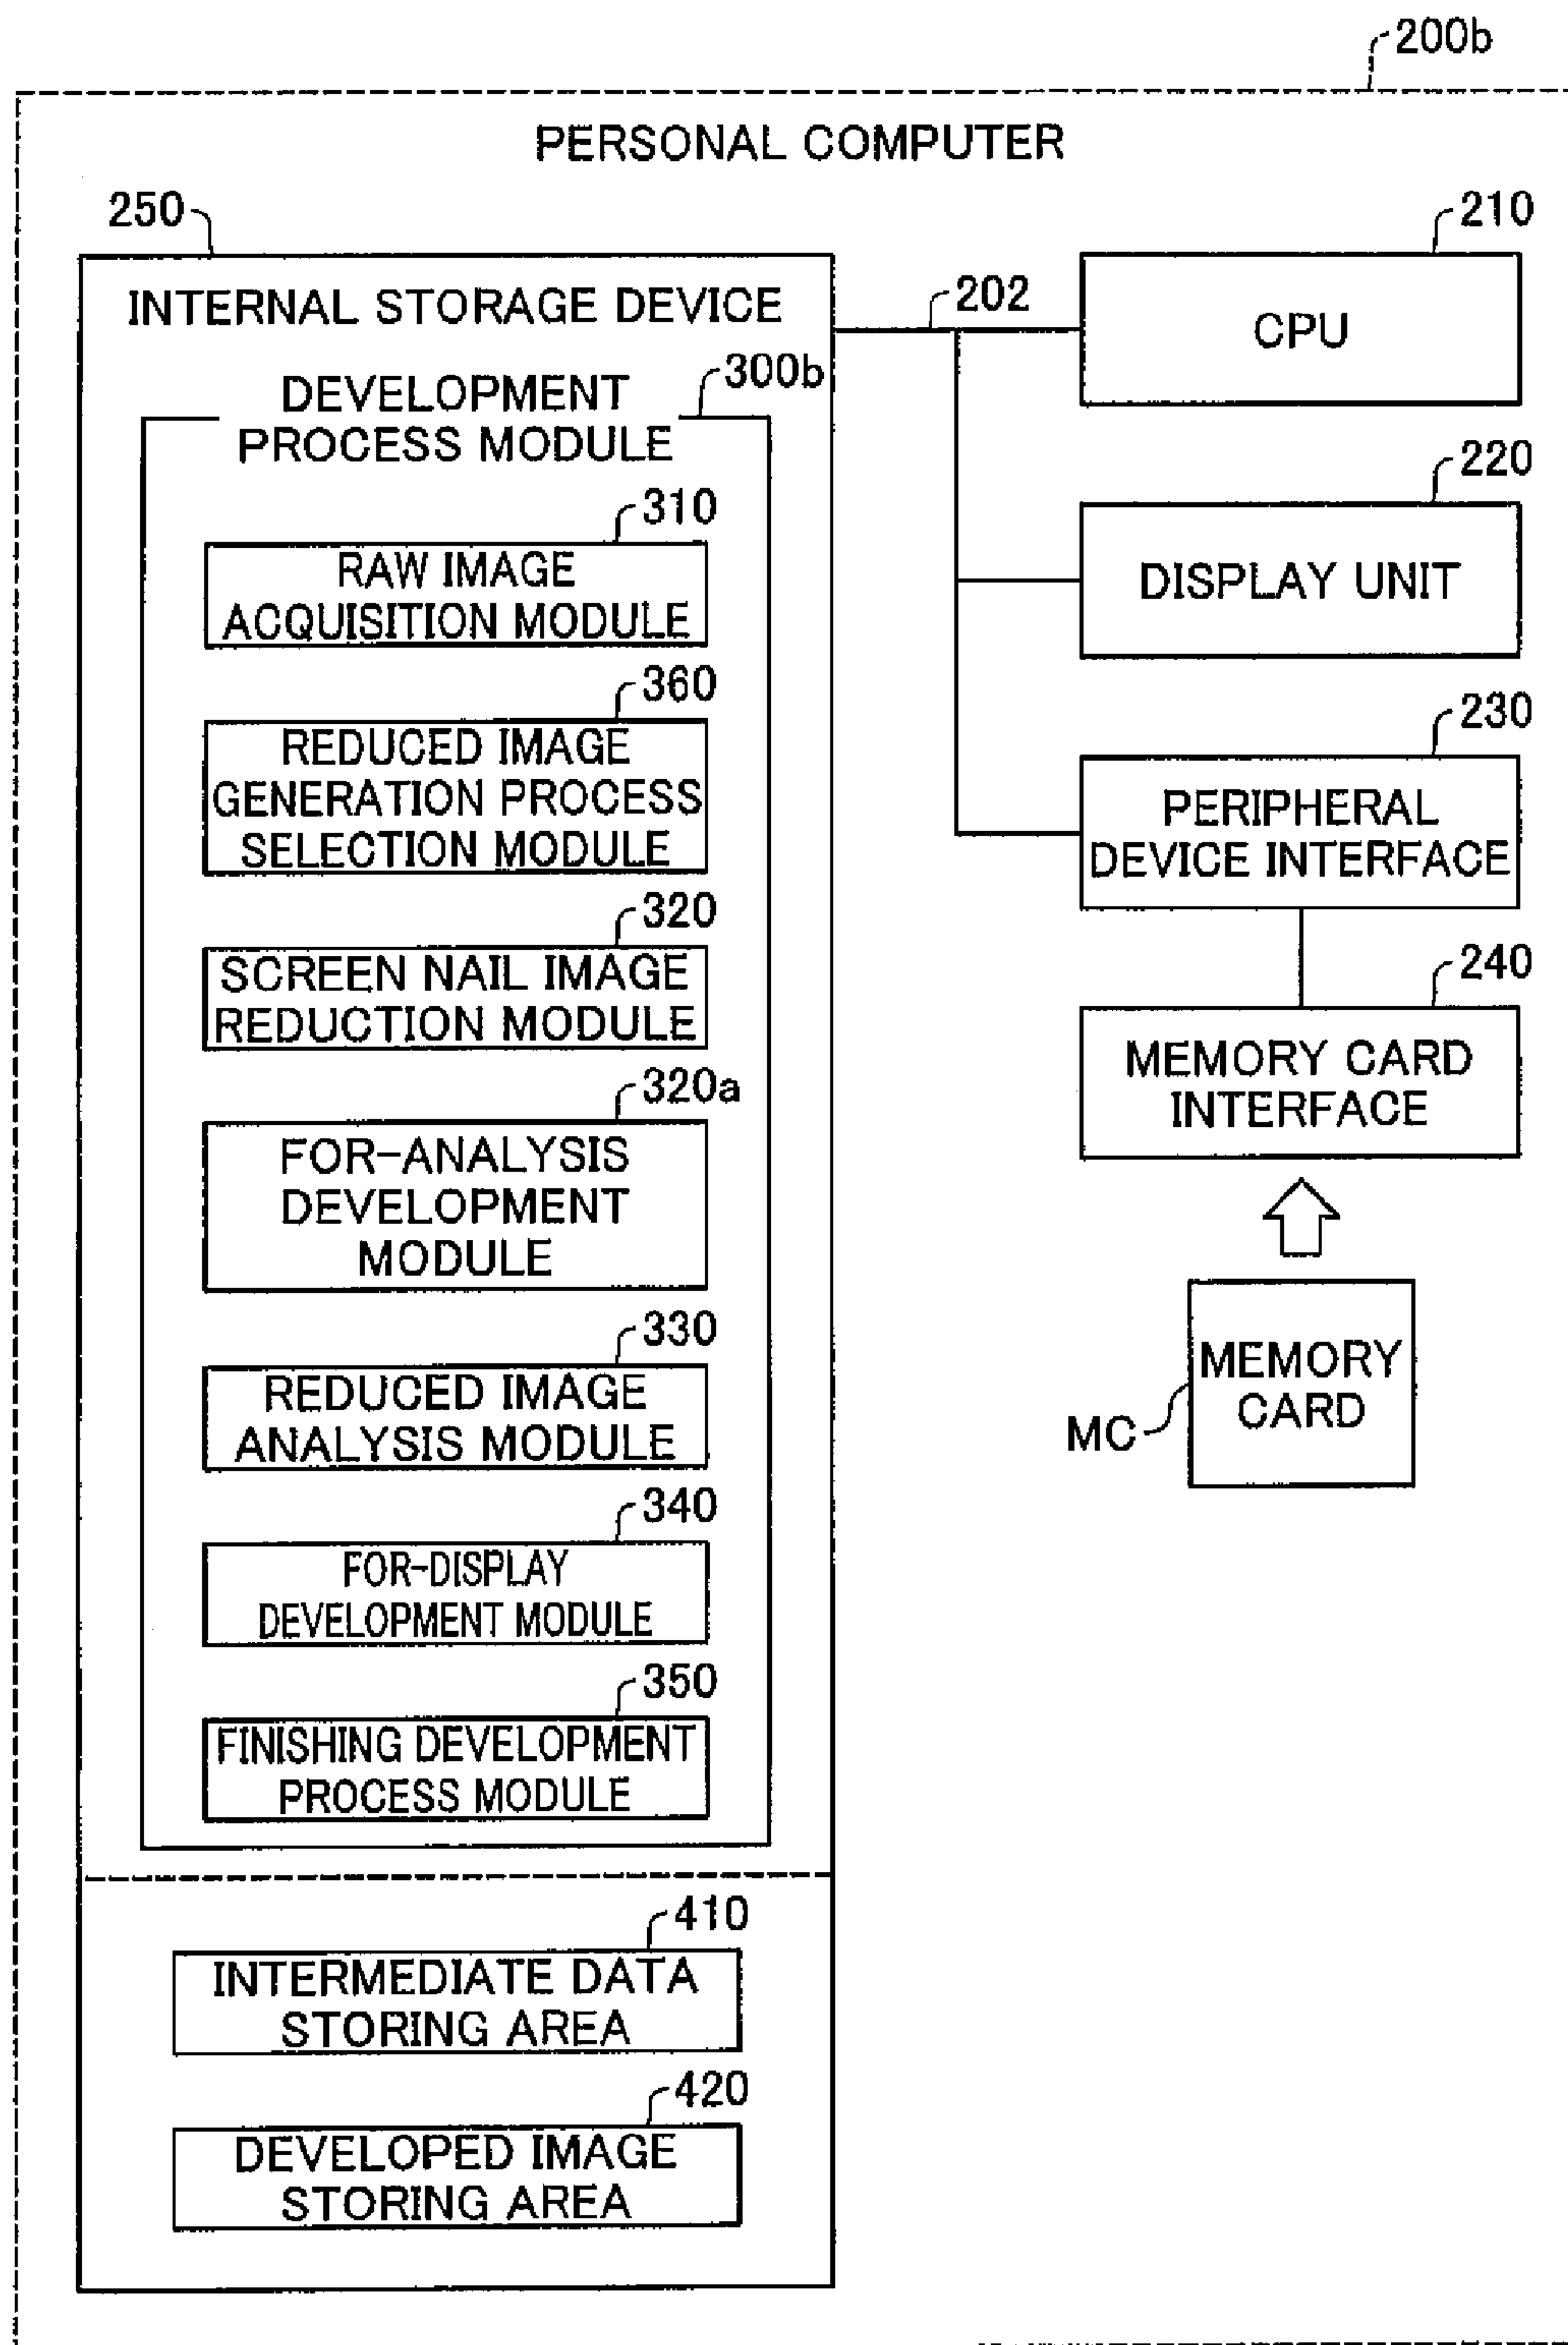 200b
PERSONAL COMPUTER
250
INTERNAL STORAGE DEVICE
DEVELOPMENT
PROCESS MODULE
300b
310
RAW IMAGE
ACQUISITION MODULE
360
REDUCED IMAGE
GENERATION PROCESS
SELECTION MODULE
320
SCREEN NAIL IMAGE
REDUCTION MODULE
320a
FOR-ANALYSIS
DEVELOPMENT
MODULE
330
REDUCED IMAGE
ANALYSIS MODULE
340
FOR-DISPLAY
DEVELOPMENT MODULE
350
FINISHING DEVELOPMENT
PROCESS MODULE
410
INTERMEDIATE DATA
STORING AREA
420
DEVELOPED IMAGE
STORING AREA
202
210
CPU
220
DISPLAY UNIT
230
PERIPHERAL
DEVICE INTERFACE
240
MEMORY CARD
INTERFACE
MEMORY
CARD
MC